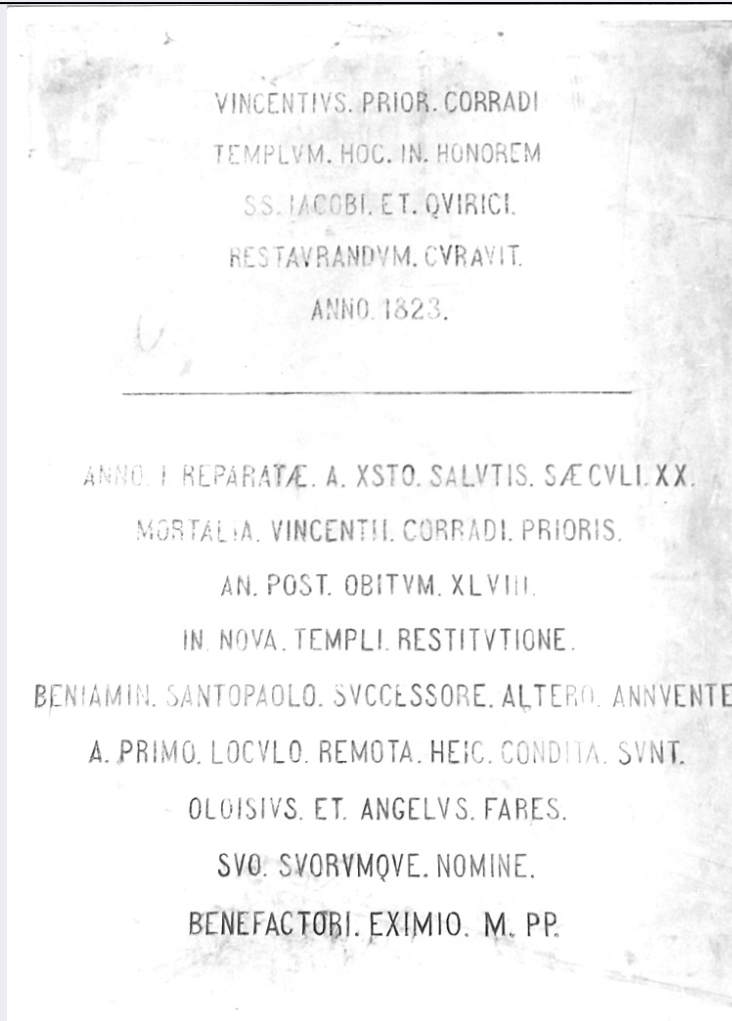 VINCENTIVS. PRIOR. CORRADI
TEMPLVM. HOC. IN. HONOREM
SS. IACOBI. ET. QVIRICI.
RESTAVRANDVM. CVRAVIT.
ANNO. 1823.
ANNO. I. REPARATÆ. A. XSTO. SALVTIS. SÆCVLI. XX.
MORTALIA. VINCENTII. CORRADI. PRIORIS.
AN. POST. OBITVM. XLVIII.
IN. NOVA. TEMPLI. RESTITVTIONE.
BENIAMIN. SANTOPAOLO. SVCCESSORE. ALTERO. ANNVENTE
A. PRIMO. LOCVLO. REMOTA. HEIC. CONDITA. SVNT.
OLOISIVS. ET. ANGELVS. FARES.
SVO. SVORVMQVE. NOMINE.
BENEFACTORI. EXIMIO. M. PP.